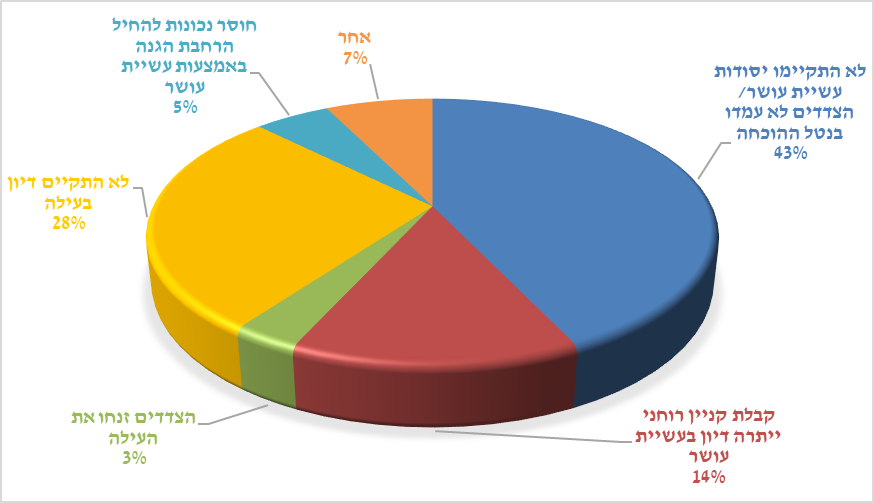 חוסר נכונות להחיל
הרחבת הגנה
באמצעות עשיית
עושר
5%
אחר
7%
לא התקיימו יסודות
עשיית עושר/
הצדדים לא עמדו
בנטל ההוכחה
43%
לא התקיים דיון
בעילה
28%
הצדדים זנחו את
העילה
3%
קבלת קניין רוחני
ייתרה דיון בעשיית
עושר
14%